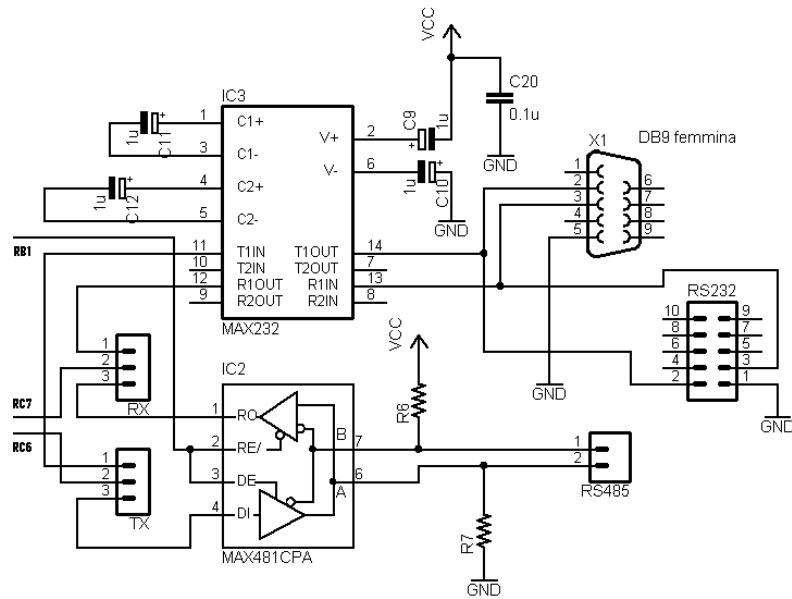 VCC
IC3
C20
0.1u
GND
X1
DB9 femmina
1 C1+
3 C1-
4 C2+
5 C2-
11 T1IN
10 T2IN
12 R1OUT
9 R2OUT
V+ 2
V- 6
T1OUT 14
T2OUT 7
R1IN 13
R2IN 8
MAX232
1u C11
1u C12
C9 1u
1u C10
GND
1
2
3
4
5
6
7
8
9
GND
RB1
RC7
RC6
1
2
3
RX
1
2
3
TX
RS232
10 9
8 7
6 5
4 3
2 1
GND
VCC
IC2
1 RO
2 RE/
3 DE
4 DI
B 7
A 6
MAX481CPA
R6
R7
GND
1
2
RS485